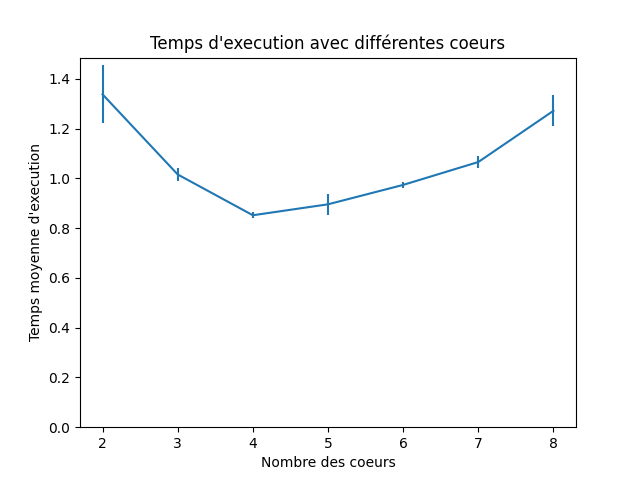 Temps d'execution avec différentes coeurs
1.4
1.2
1.0
0.8
0.6
0.4
0.2
0.0
Temps moyenne d'execution
2 3 4 5 6 7 8
Nombre des coeurs